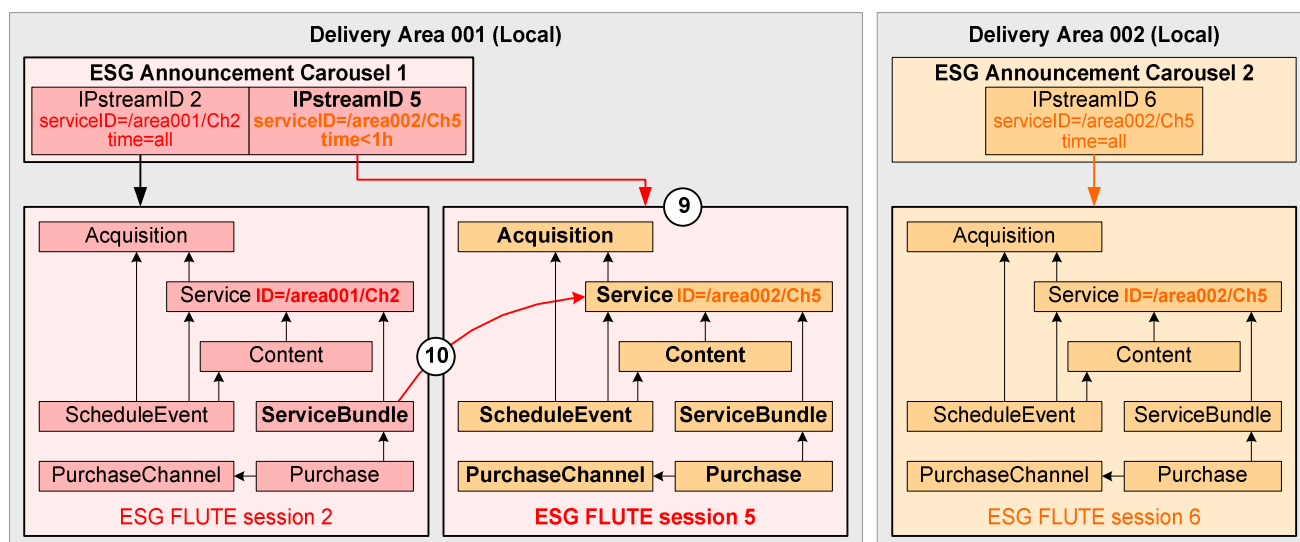 Delivery Area 001 (Local)
ESG Announcement Carousel 1
IPstreamID 2
serviceID=/area001/Ch2
time=all
IPstreamID 5
serviceID=/area002/Ch5
time<1h
Acquisition
Service ID=/area001/Ch2
Content
ScheduleEvent
ServiceBundle
PurchaseChannel
Purchase
ESG FLUTE session 2
10
9
Acquisition
Service ID=/area002/Ch5
Content
ScheduleEvent
ServiceBundle
PurchaseChannel
Purchase
ESG FLUTE session 5
Delivery Area 002 (Local)
ESG Announcement Carousel 2
IPstreamID 6
serviceID=/area002/Ch5
time=all
Acquisition
Service ID=/area002/Ch5
Content
ScheduleEvent
ServiceBundle
PurchaseChannel
Purchase
ESG FLUTE session 6